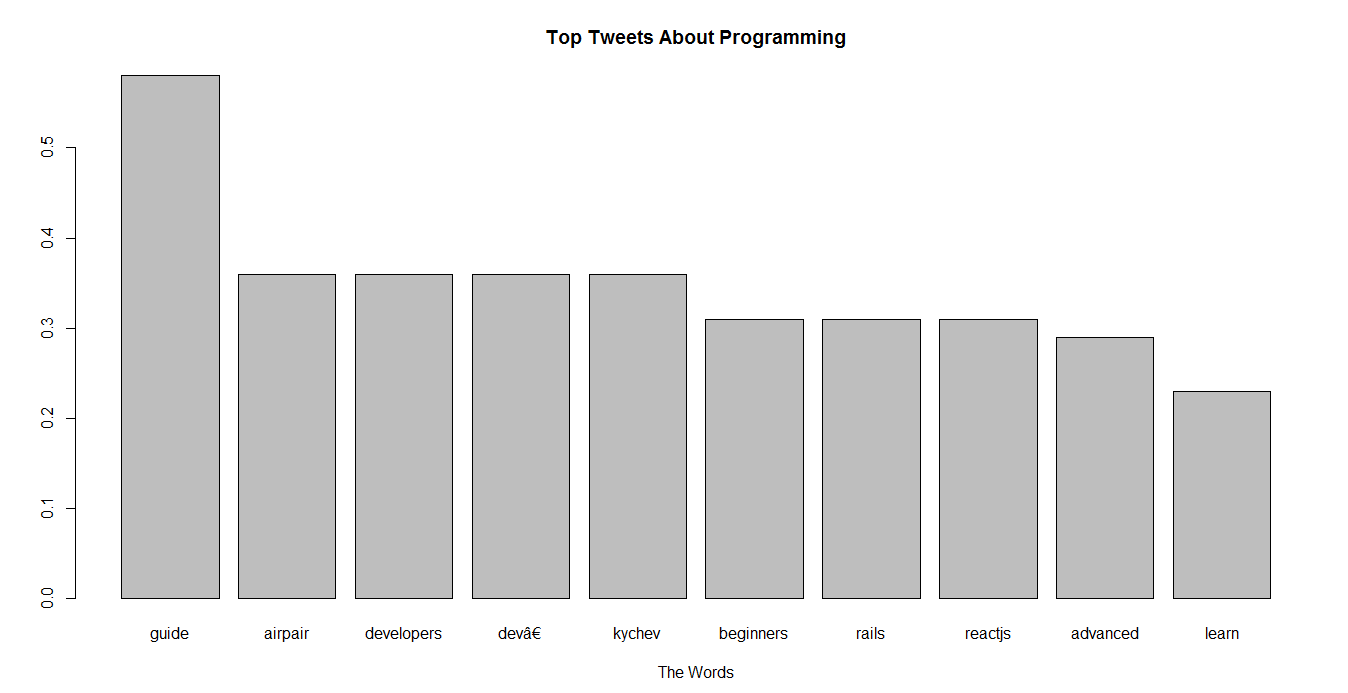 Top Tweets About Programming
0.5
0.4
0.3
0.2
0.1
0.0
guide airpair developers devâ€ kychev beginners rails reactjs advanced learn
The Words